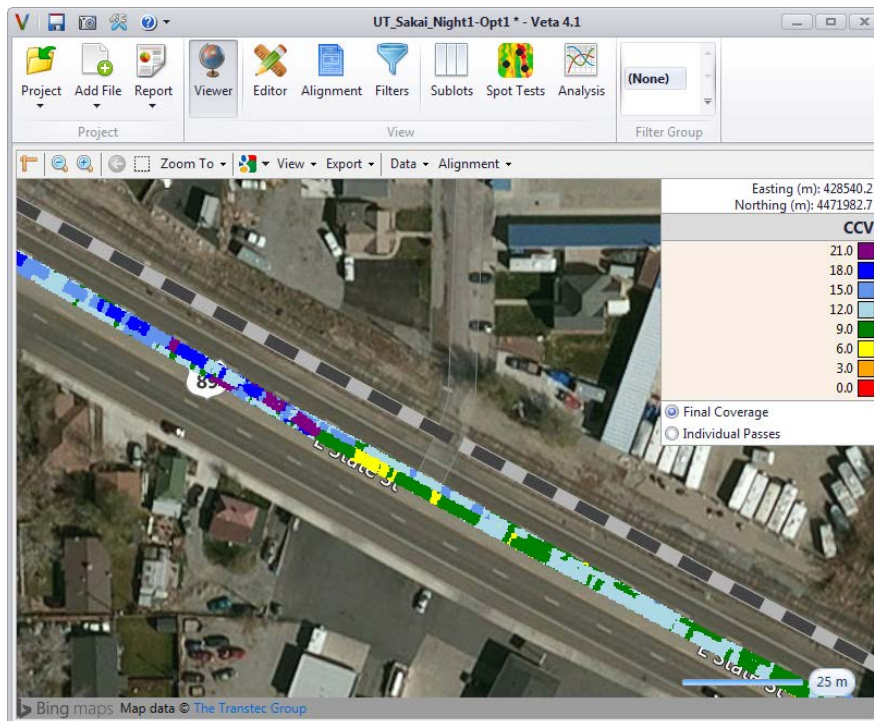 UT_Sakai_Night1-Opt1 * - Veta 4.1
Project Add File Report Viewer Editor Alignment Filters Sublots Spot Tests Analysis (None)
Project View Filter Group
Zoom To View Export Data Alignment
Easting (m): 428540.2
Northing (m): 4471982.7
CCV
21.0
18.0
15.0
12.0
9.0
6.0
3.0
0.0
Final Coverage
Individual Passes
89
E State St
E State St
25 m
Bing maps Map data © The Transtec Group